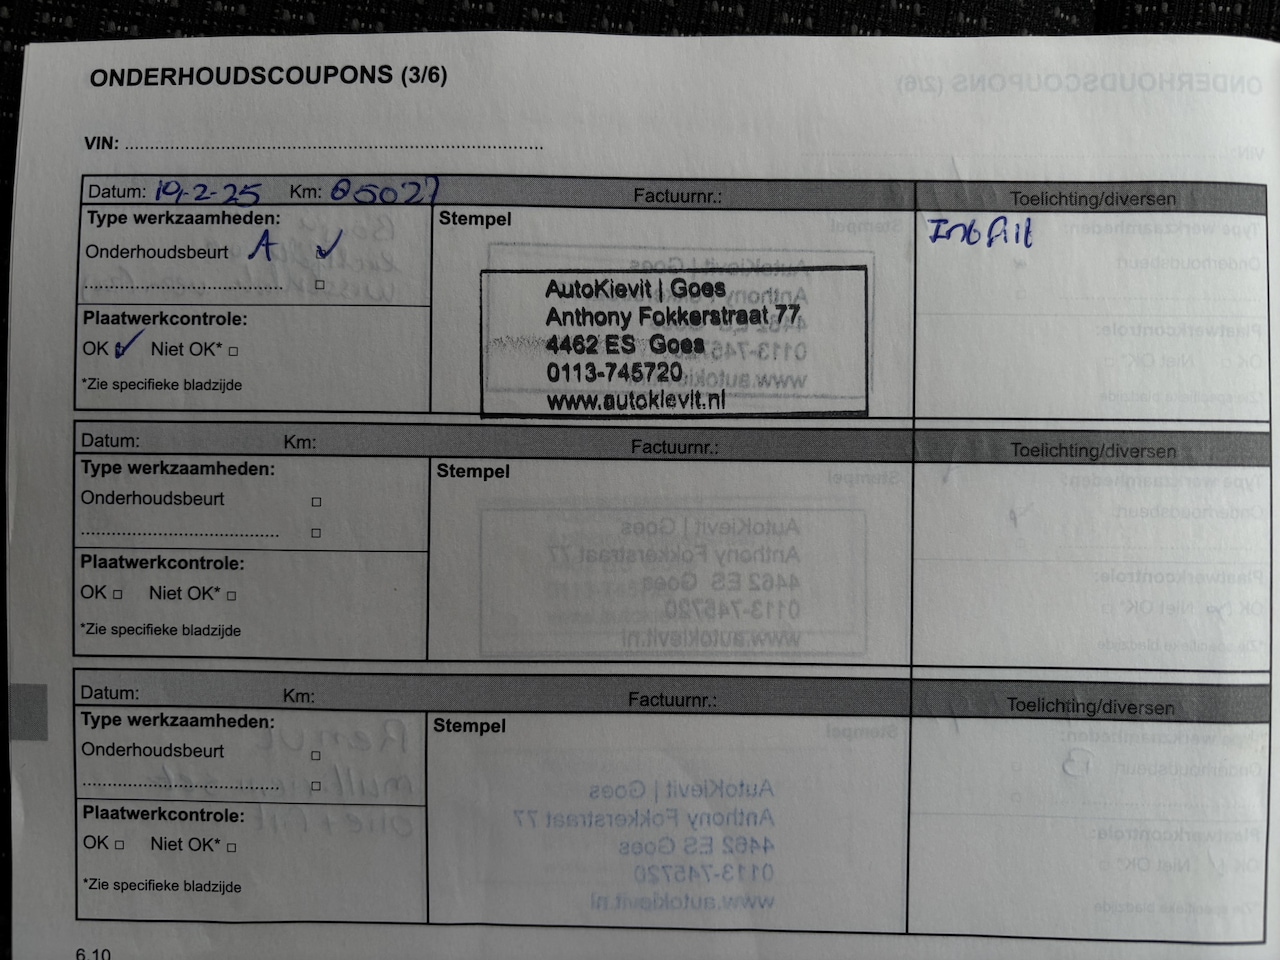 ONDERHOUDSCOUPONS (3/6)
VIN: ........................................................................................
Datum: 19-2-25 Km: 85027 Factuurnr.: Toelichting/diversen
Type werkzaamheden: Stempel
Onderhoudsbeurt A ✓
............................................ □
Int filt
AutoKievit | Goes
Anthony Fokkerstraat 77
4462 ES Goes
0113-745720
www.autokievit.nl
Plaatwerkcontrole:
OK ✓ Niet OK* □
*Zie specifieke bladzijde
Datum: Km: Factuurnr.: Toelichting/diversen
Type werkzaamheden: Stempel
Onderhoudsbeurt □
............................................ □
Plaatwerkcontrole:
OK □ Niet OK* □
*Zie specifieke bladzijde
Datum: Km: Factuurnr.: Toelichting/diversen
Type werkzaamheden: Stempel
Onderhoudsbeurt □
............................................ □
Plaatwerkcontrole:
OK □ Niet OK* □
*Zie specifieke bladzijde
6.10